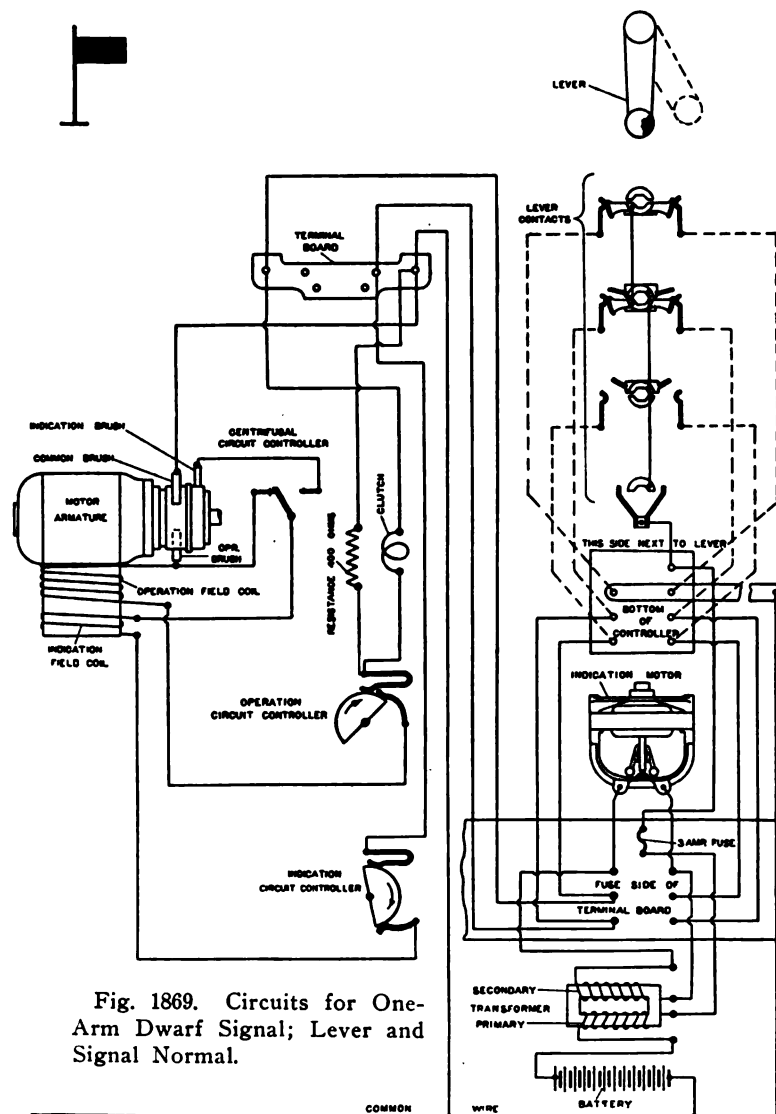 LEVER
LEVER
CONTACTS
TERMINAL
BOARD
INDICATION BRUSH
COMMON BRUSH
CENTRIFUGAL
CIRCUIT CONTROLLER
MOTOR
ARMATURE
OPR.
BRUSH
OPERATION FIELD COIL
INDICATION
FIELD COIL
RESISTANCE 400 OHMS
CLUTCH
THIS SIDE NEXT TO LEVER
BOTTOM
OF
CONTROLLER
INDICATION MOTOR
OPERATION
CIRCUIT CONTROLLER
3 AMP. FUSE
INDICATION
CIRCUIT CONTROLLER
FUSE SIDE OF
TERMINAL BOARD
SECONDARY
TRANSFORMER
PRIMARY
BATTERY
Fig. 1869. Circuits for One-
Arm Dwarf Signal; Lever and
Signal Normal.
COMMON WIRE